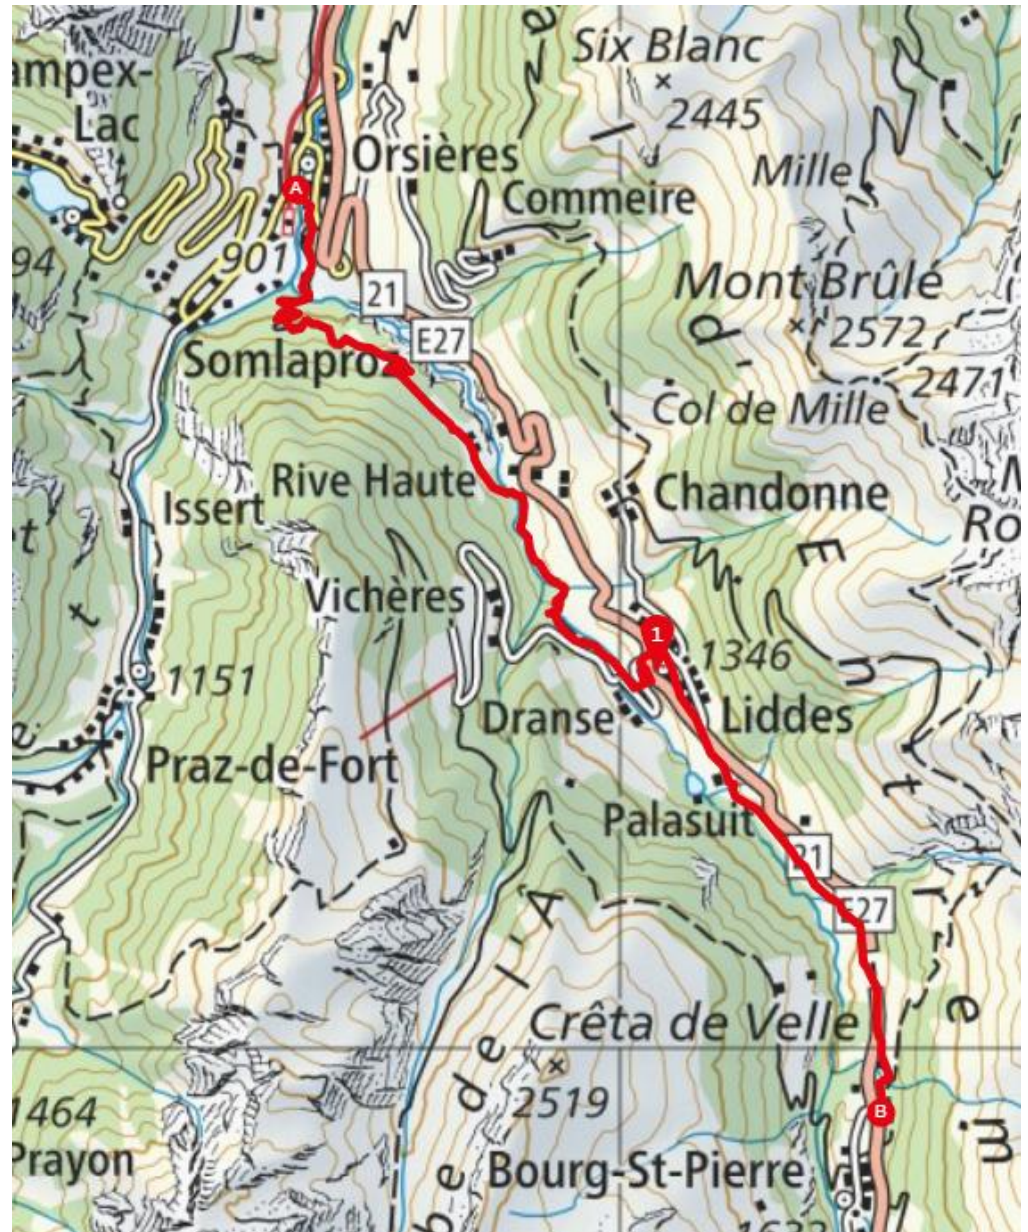 Six Blanc
2445
ampex-
Lac
Orsières
A
Mille
Commeire
94
901
21
Mont Brûlé
2572
E27
Somlaproz
2471
Col de Mille
Rive Haute
Chandonne
Issert
Ro
Vichères
1
1346
1151
Dranse
Liddes
Praz-de-Fort
Palasuit
21
E27
Crêta de Velle
2519
1464
Prayon
B
Bourg-St-Pierre